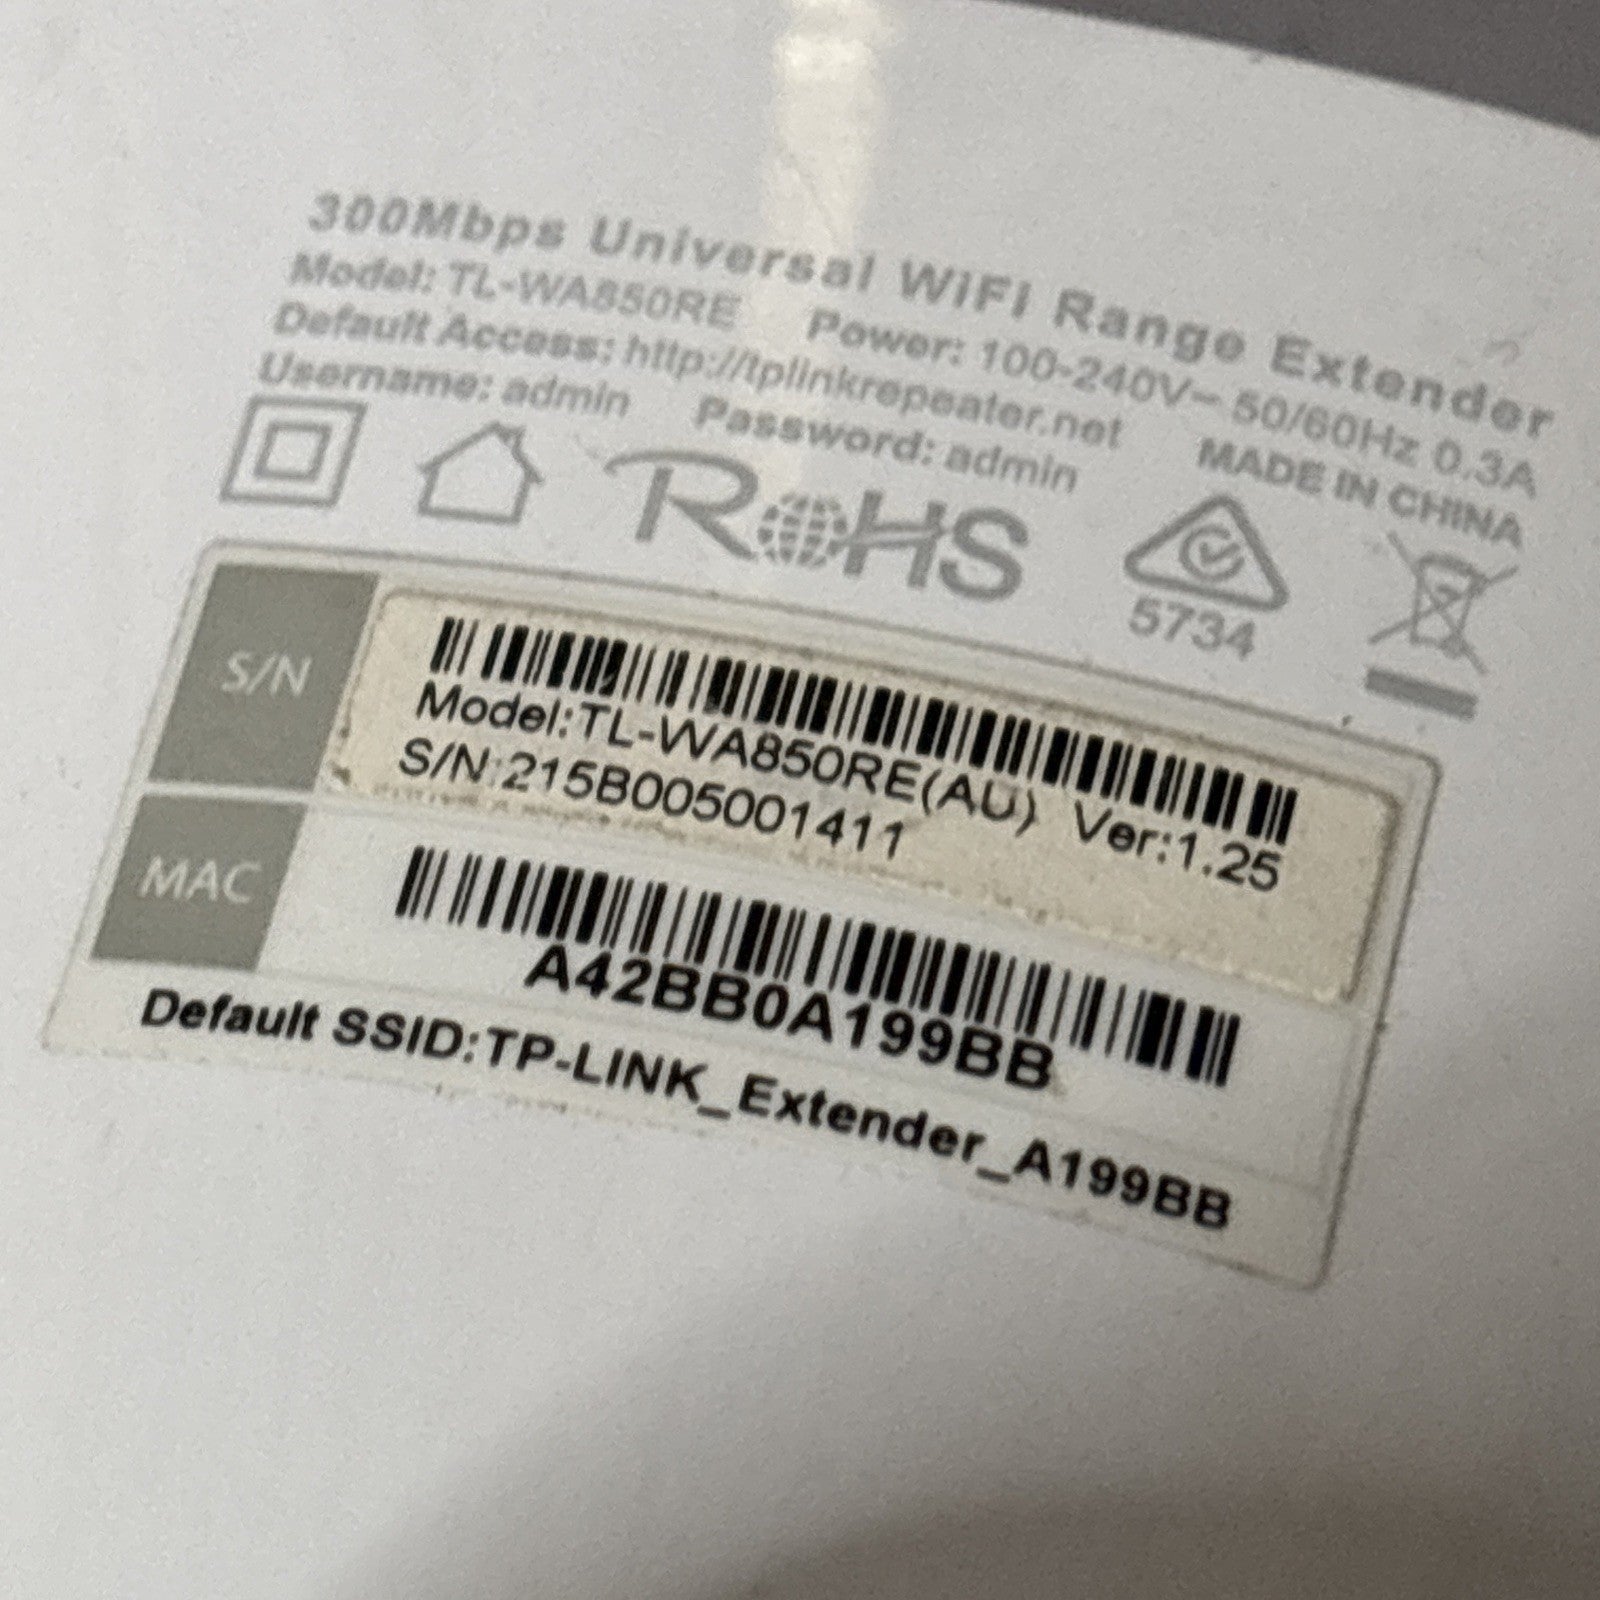 300Mbps Universal WiFi Range Extender
Model: TL-WA850RE Power: 100-240V~ 50/60Hz 0.3A
Default Access: http://tplinkrepeater.net MADE IN CHINA
Username: admin Password: admin
RoHS
5734
S/N
Model:TL-WA850RE(AU) Ver:1.25
S/N:215B005001411
MAC
A42BB0A199BB
Default SSID:TP-LINK_Extender_A199BB